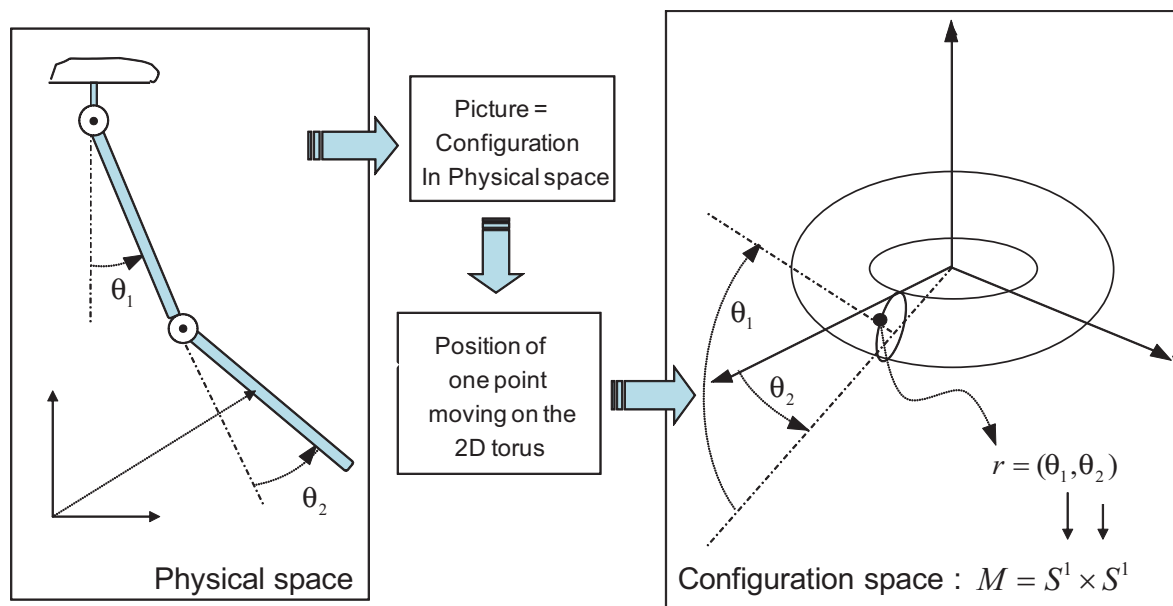 θ₁
θ₂
Physical space
Picture =
Configuration
In Physical space
Position of
one point
moving on the
2D torus
θ₁
θ₂
r = (θ₁,θ₂)
Configuration space : M = S¹ × S¹